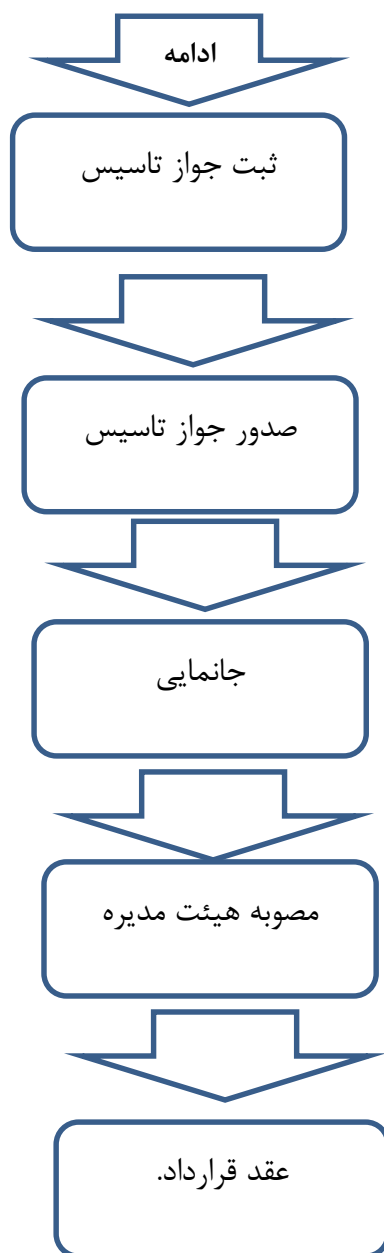 ادامه
ثبت جواز تاسیس
صدور جواز تاسیس
جانمایی
مصوبه هیئت مدیره
عقد قرارداد.